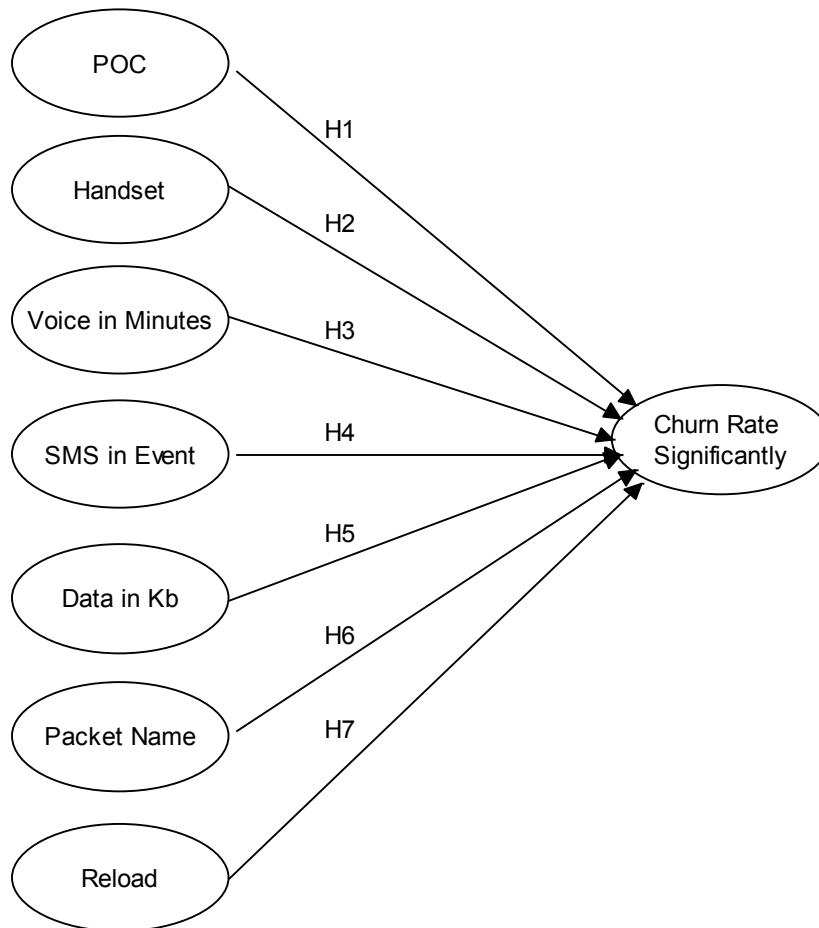 POC
H1
Handset
H2
Voice in Minutes
H3
SMS in Event
H4
Churn Rate
Significantly
Data in Kb
H5
Packet Name
H6
Reload
H7